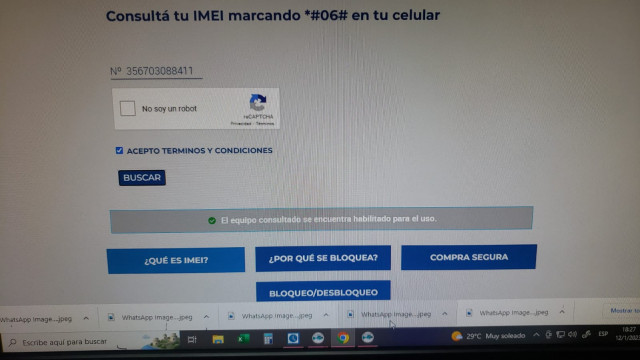 Consultá tu IMEI marcando *#06# en tu celular
Nº 356703088411
No soy un robot
reCAPTCHA
Privacidad - Términos
ACEPTO TERMINOS Y CONDICIONES
BUSCAR
El equipo consultado se encuentra habilitado para el uso.
¿QUÉ ES IMEI?
¿POR QUÉ SE BLOQUEA?
COMPRA SEGURA
BLOQUEO/DESBLOQUEO
WhatsApp Image....jpeg
WhatsApp Image....jpeg
WhatsApp Image....jpeg
WhatsApp Image....jpeg
WhatsApp Image....jpeg
Mostrar
Escribe aquí para buscar
29°C Muy soleado
ESP
18:27
12/1/20